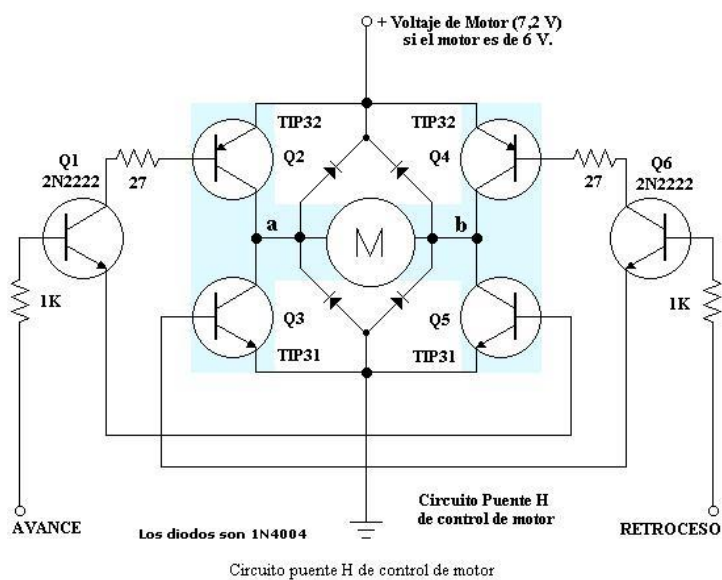 + Voltaje de Motor (7,2 V)
si el motor es de 6 V.
TIP32
TIP32
Q1
2N2222
27
Q2
Q4
27
Q6
2N2222
a
M
b
1K
Q3
Q5
1K
TIP31
TIP31
AVANCE
Los diodos son 1N4004
Circuito Puente H
de control de motor
RETROCESO
Circuito puente H de control de motor